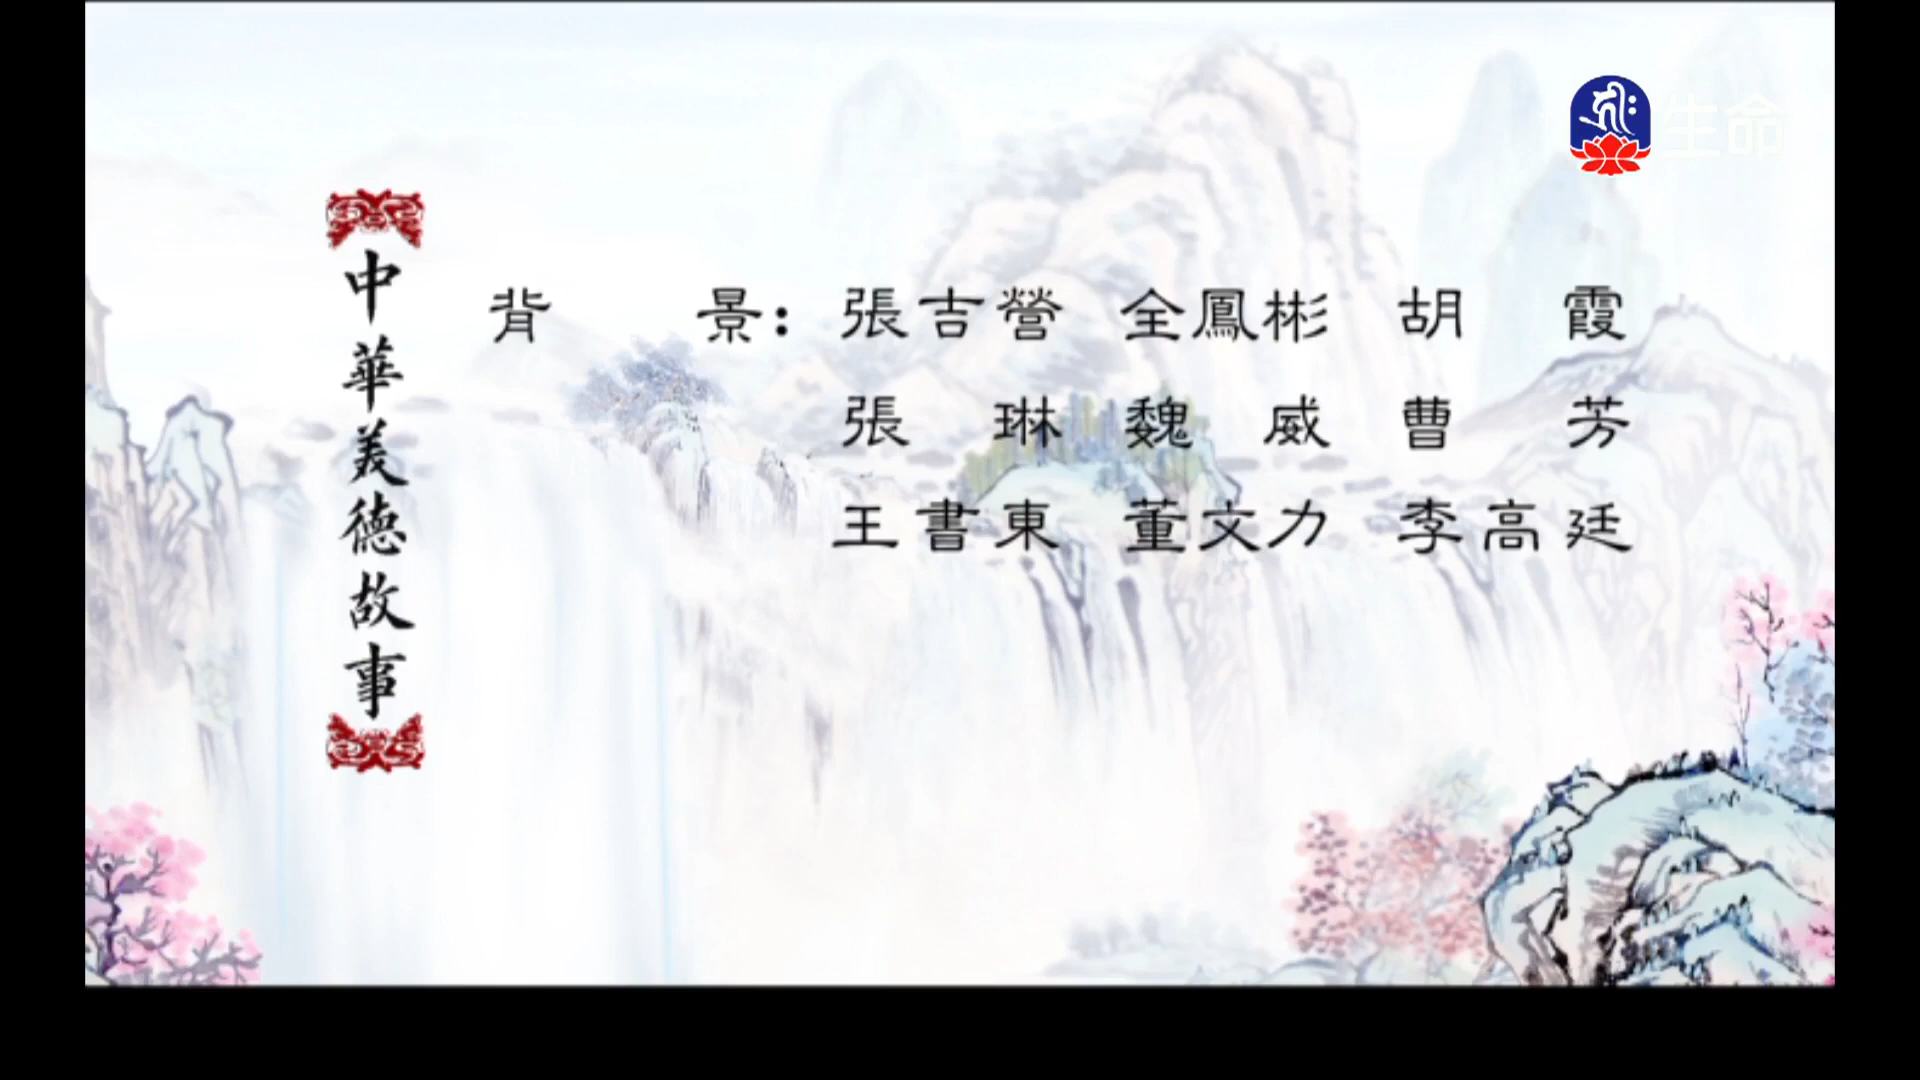 生命
中華美德故事
背景：張吉營 全鳳彬 胡霞
張琳 魏威 曹芳
王書東 董文力 李高廷